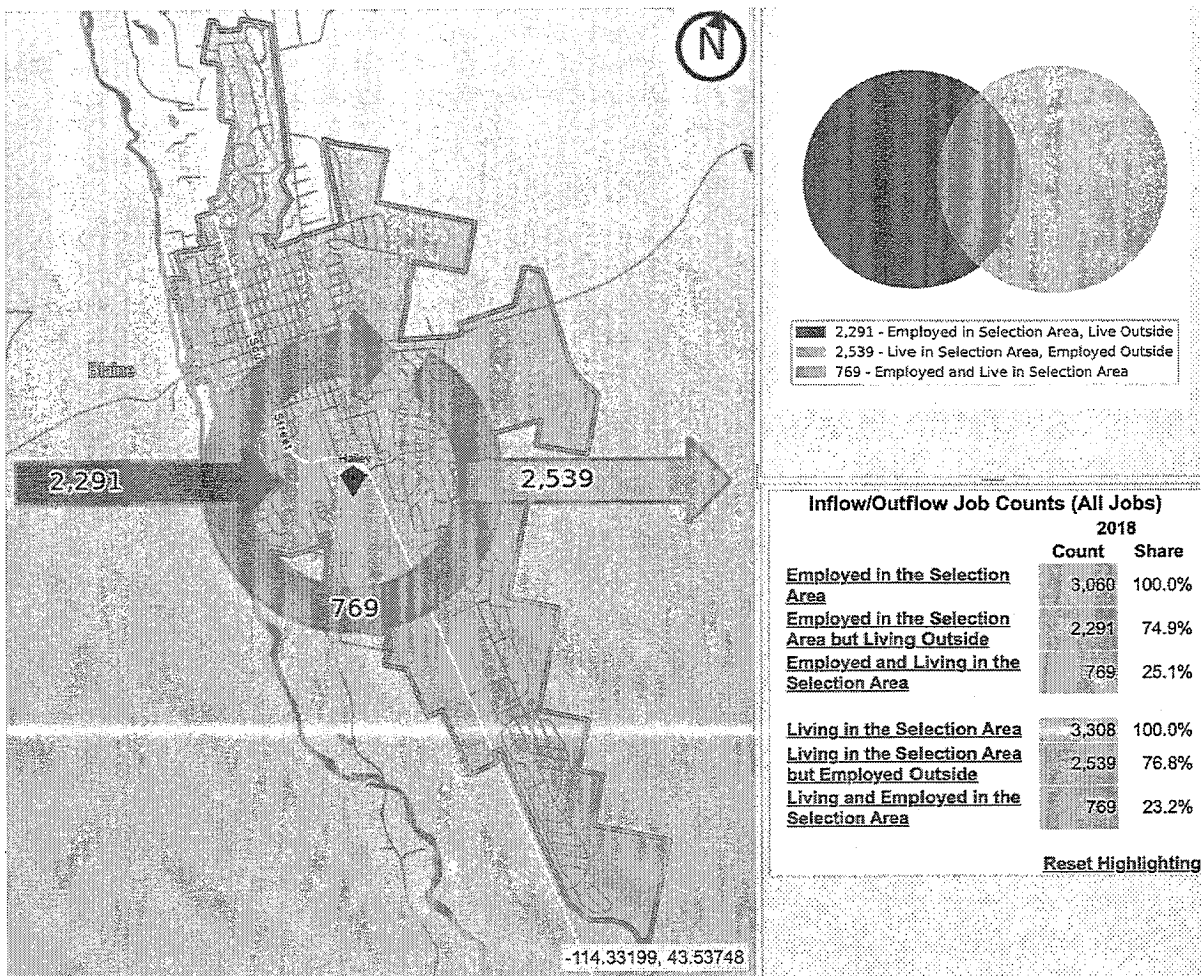 N
Blaine
Street
Hailey
2,291
2,539
769
-114.33199, 43.53748
2,291 - Employed in Selection Area, Live Outside
2,539 - Live in Selection Area, Employed Outside
769 - Employed and Live in Selection Area
Inflow/Outflow Job Counts (All Jobs)
2018
Count Share
Employed in the Selection
Area 3,060 100.0%
Employed in the Selection
Area but Living Outside 2,291 74.9%
Employed and Living in the
Selection Area 769 25.1%
Living in the Selection Area 3,308 100.0%
Living in the Selection Area
but Employed Outside 2,539 76.8%
Living and Employed in the
Selection Area 769 23.2%
Reset Highlighting